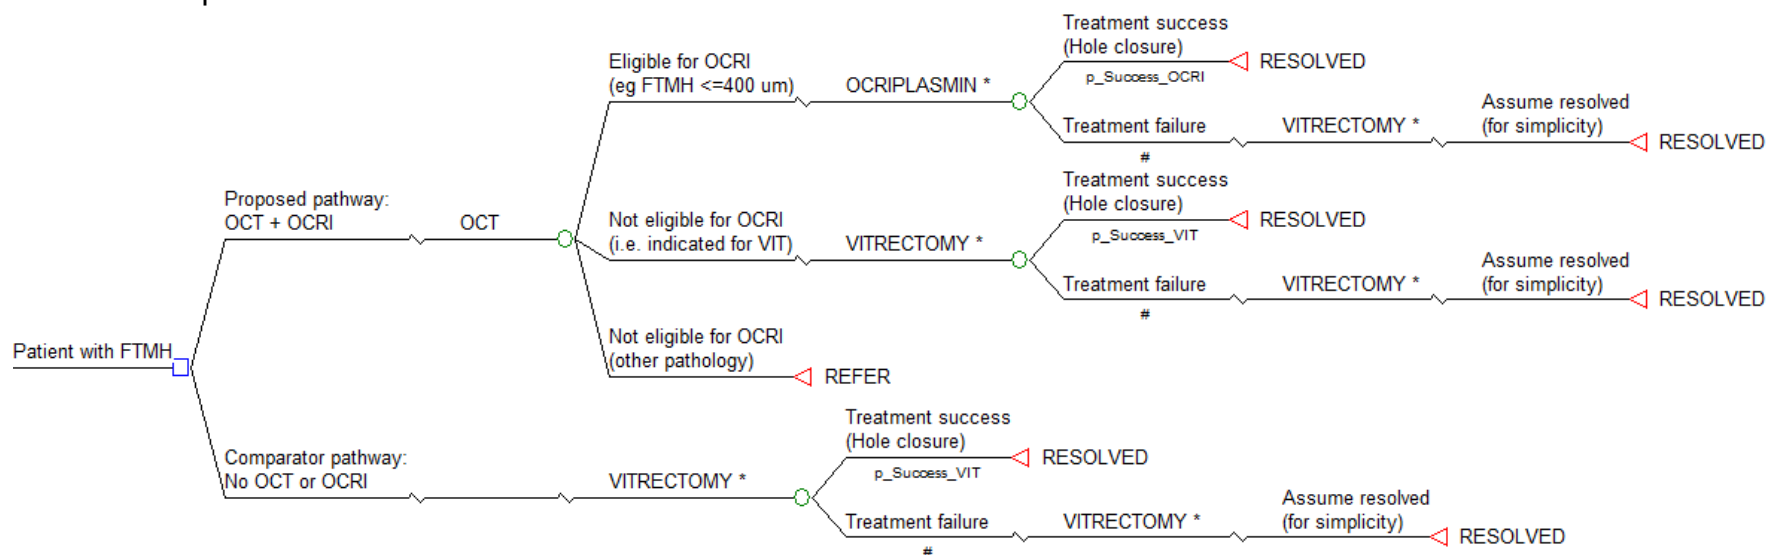 Treatment success
(Hole closure)
RESOLVED
p_Success_OCRI
Eligible for OCRI
(eg FTMH <=400 um)
OCRIPLASMIN *
Treatment failure
#
VITRECTOMY *
Assume resolved
(for simplicity)
RESOLVED
Proposed pathway:
OCT + OCRI
OCT
Treatment success
(Hole closure)
RESOLVED
p_Success_VIT
Not eligible for OCRI
(i.e. indicated for VIT)
VITRECTOMY *
Treatment failure
#
VITRECTOMY *
Assume resolved
(for simplicity)
RESOLVED
Not eligible for OCRI
(other pathology)
REFER
Patient with FTMH
Comparator pathway:
No OCT or OCRI
VITRECTOMY *
Treatment success
(Hole closure)
RESOLVED
p_Success_VIT
Treatment failure
#
VITRECTOMY *
Assume resolved
(for simplicity)
RESOLVED